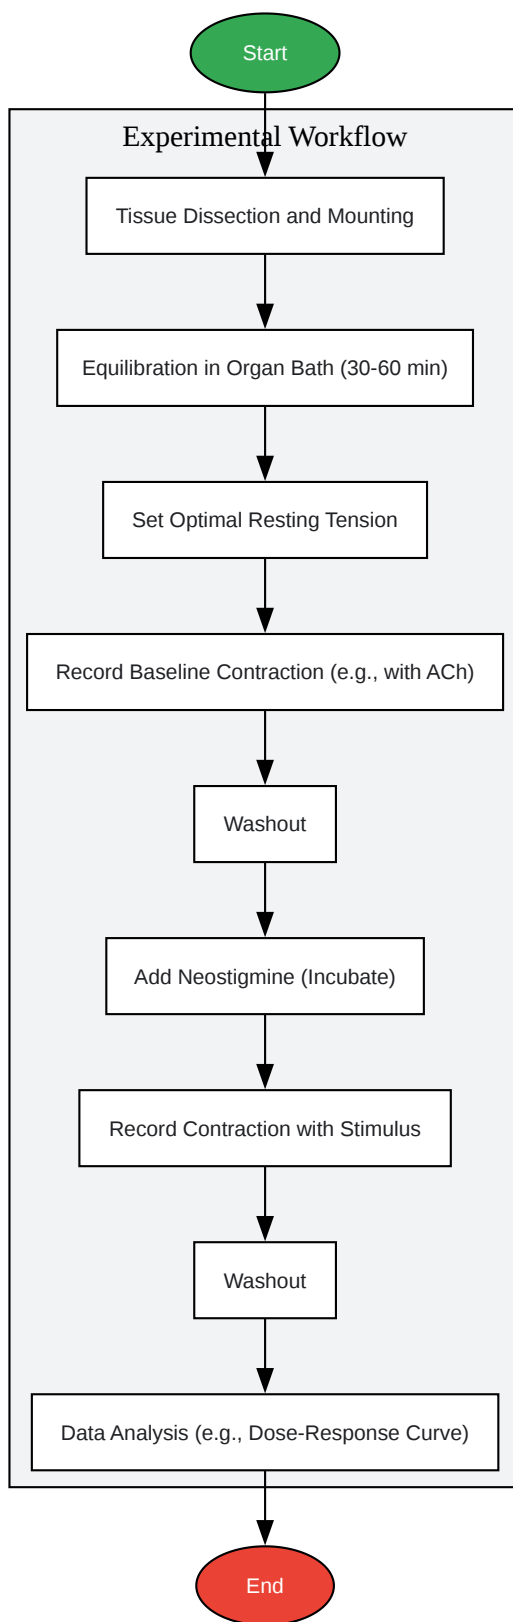 Start
Experimental Workflow
Tissue Dissection and Mounting
Equilibration in Organ Bath (30-60 min)
Set Optimal Resting Tension
Record Baseline Contraction (e.g., with ACh)
Washout
Add Neostigmine (Incubate)
Record Contraction with Stimulus
Washout
Data Analysis (e.g., Dose-Response Curve)
End